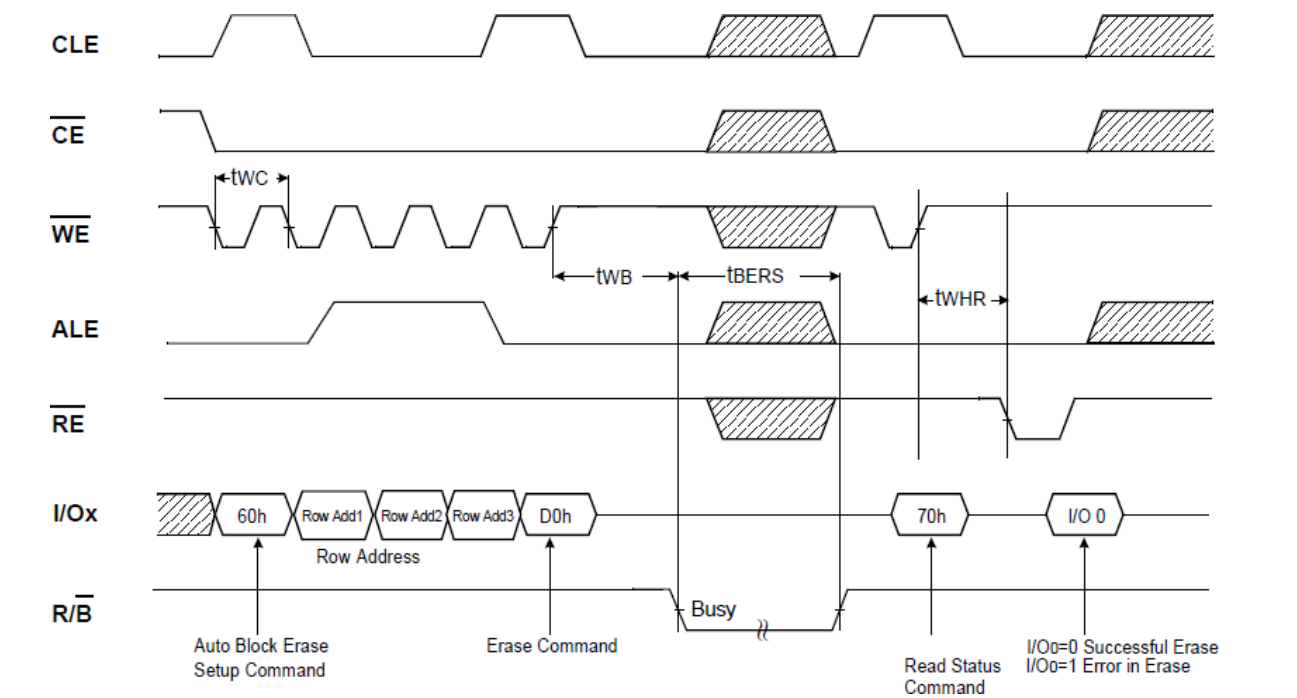 CLE
CE
tWC
WE
tWB
tBERS
tWHR
ALE
RE
I/Ox
60h
Row Add1
Row Add2
Row Add3
D0h
70h
I/O 0
Row Address
R/B
Busy
Auto Block Erase
Setup Command
Erase Command
Read Status
Command
I/O0=0 Successful Erase
I/O0=1 Error in Erase